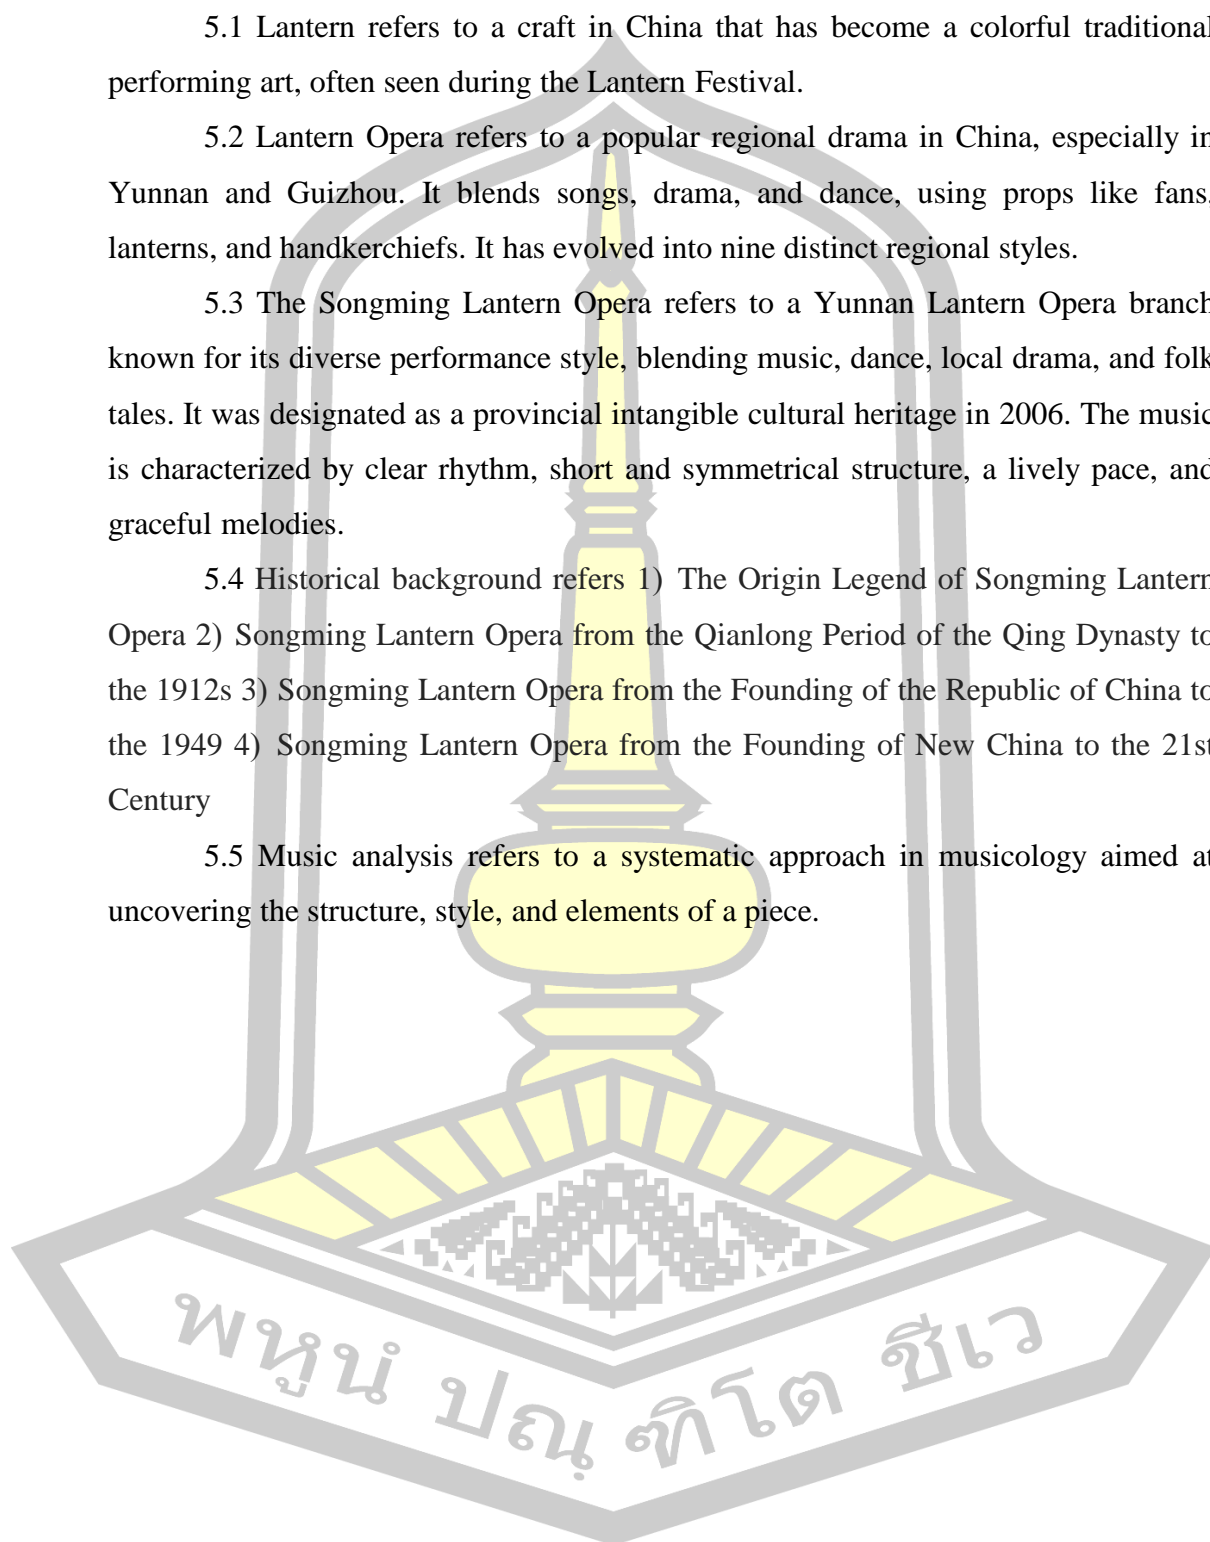 5.1 Lantern refers to a craft in China that has become a colorful traditional
performing art, often seen during the Lantern Festival.
5.2 Lantern Opera refers to a popular regional drama in China, especially in
Yunnan and Guizhou. It blends songs, drama, and dance, using props like fans,
lanterns, and handkerchiefs. It has evolved into nine distinct regional styles.
5.3 The Songming Lantern Opera refers to a Yunnan Lantern Opera branch
known for its diverse performance style, blending music, dance, local drama, and folk
tales. It was designated as a provincial intangible cultural heritage in 2006. The music
is characterized by clear rhythm, short and symmetrical structure, a lively pace, and
graceful melodies.
5.4 Historical background refers 1) The Origin Legend of Songming Lantern
Opera 2) Songming Lantern Opera from the Qianlong Period of the Qing Dynasty to
the 1912s 3) Songming Lantern Opera from the Founding of the Republic of China to
the 1949 4) Songming Lantern Opera from the Founding of New China to the 21st
Century
5.5 Music analysis refers to a systematic approach in musicology aimed at
uncovering the structure, style, and elements of a piece.
พหูนํ ปณฺฑิโต ชีเว